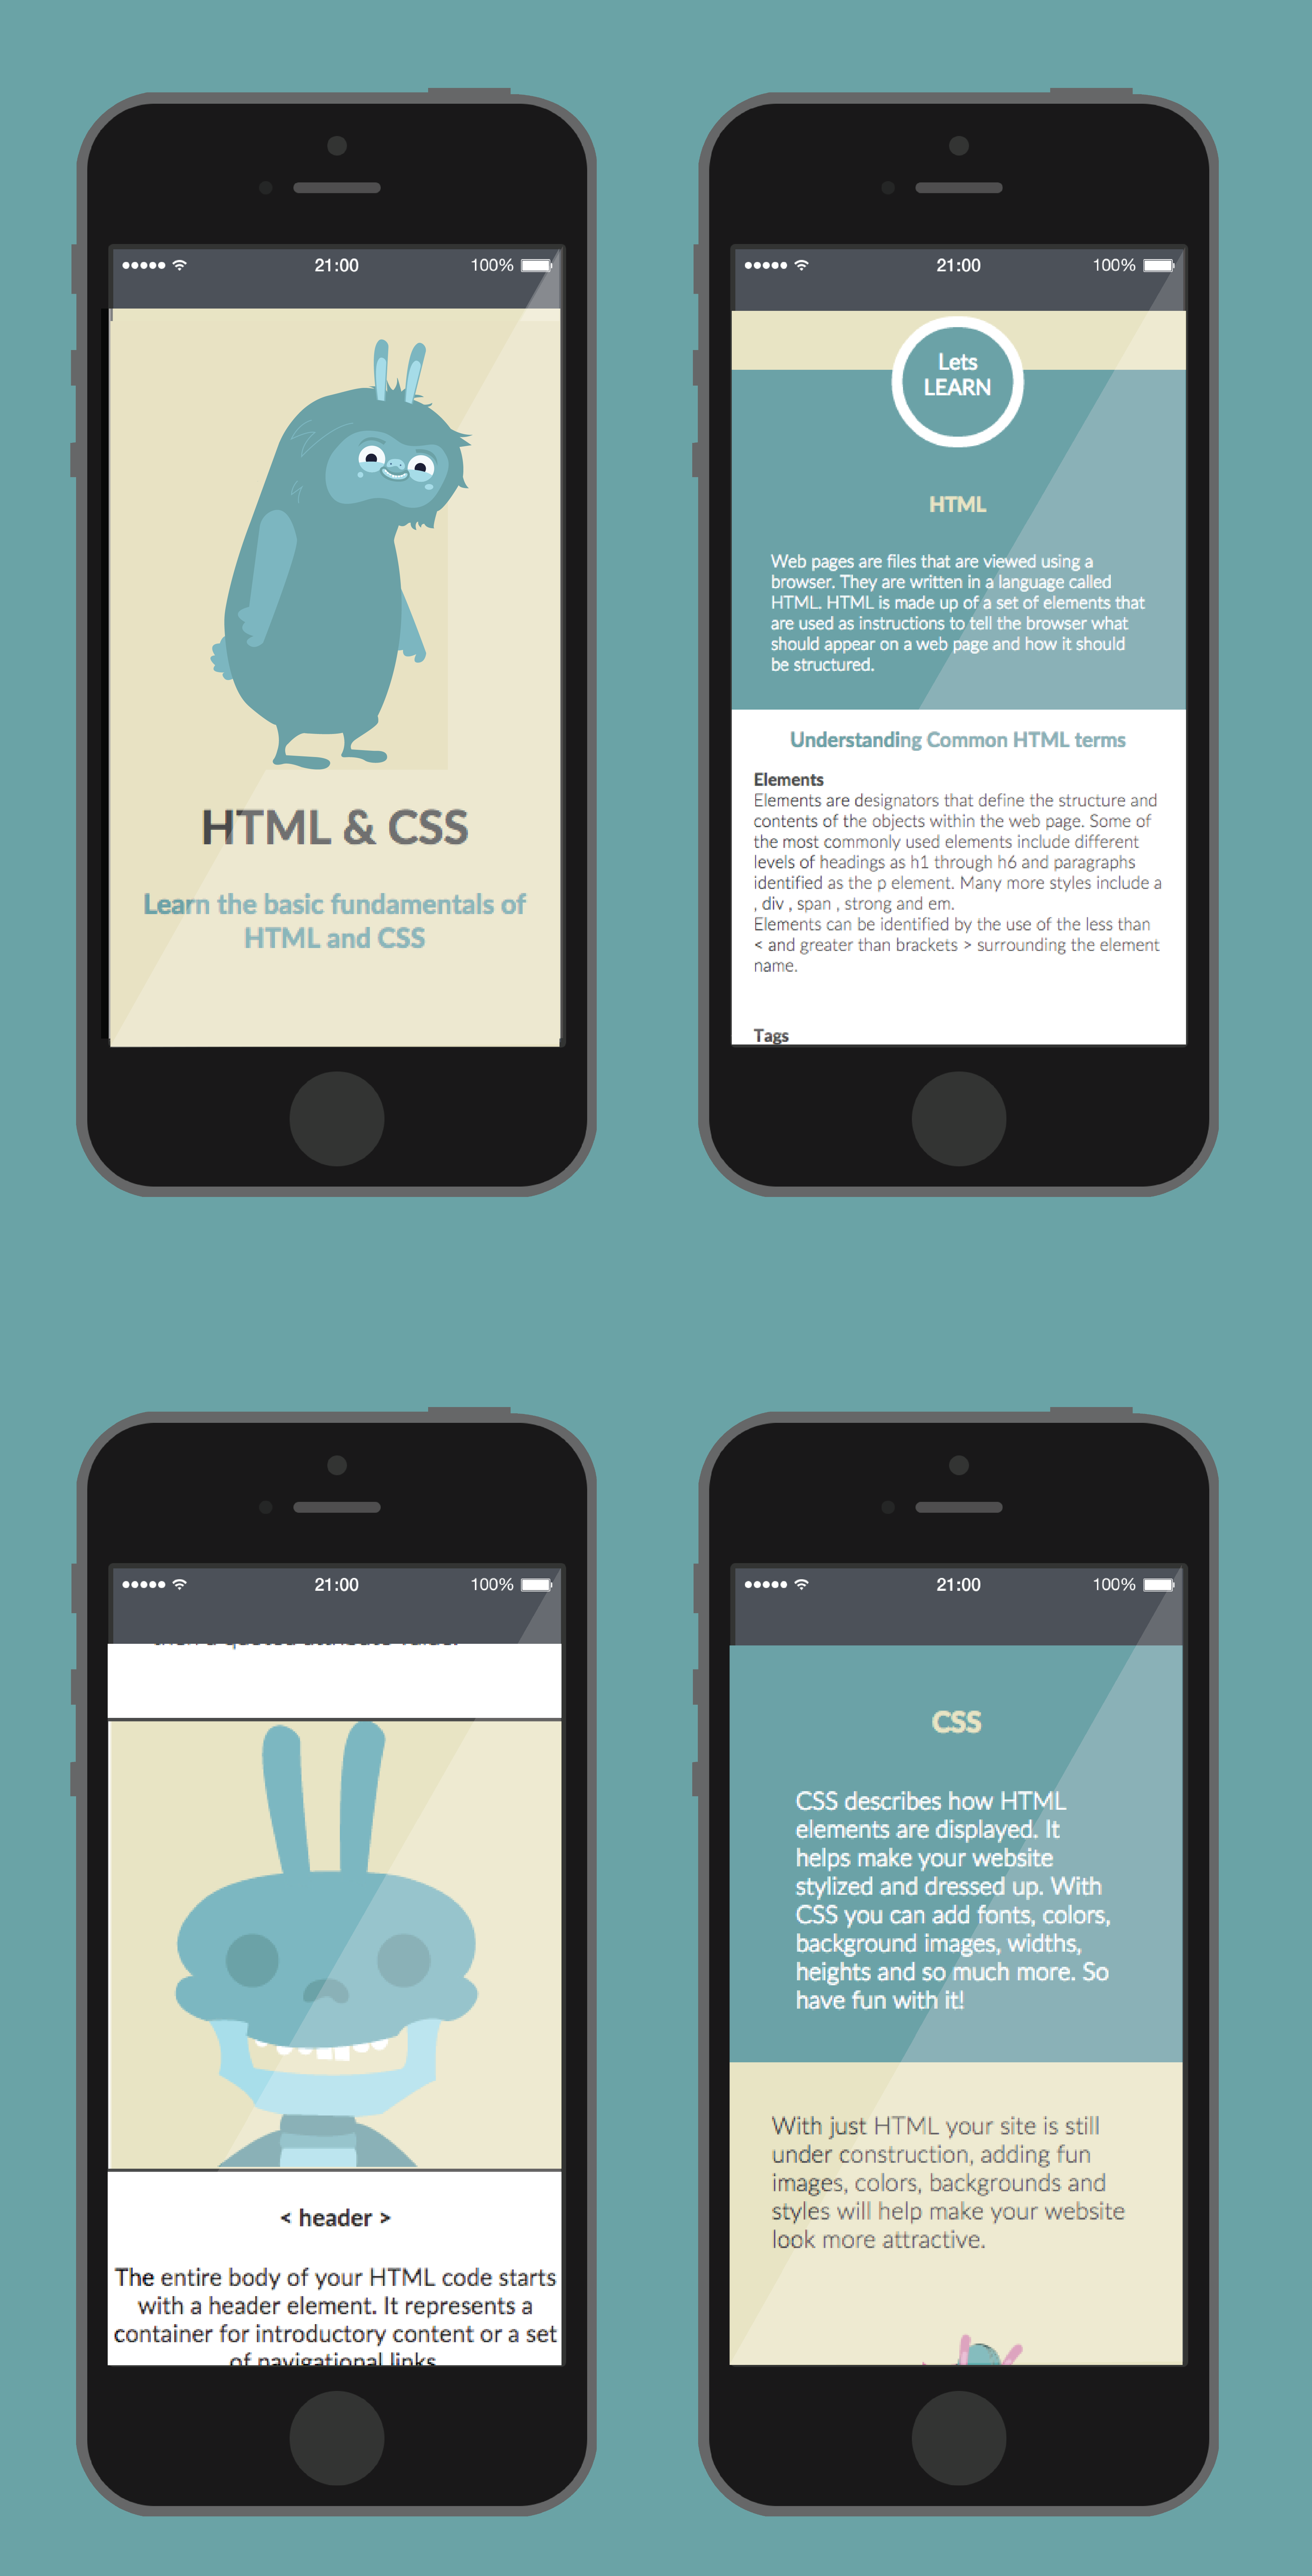 21:00
100%
HTML & CSS
Learn the basic fundamentals of
HTML and CSS
21:00
100%
Lets
LEARN
HTML
Web pages are files that are viewed using a
browser. They are written in a language called
HTML. HTML is made up of a set of elements that
are used as instructions to tell the browser what
should appear on a web page and how it should
be structured.
Understanding Common HTML terms
Elements
Elements are designators that define the structure and
contents of the objects within the web page. Some of
the most commonly used elements include different
levels of headings as h1 through h6 and paragraphs
identified as the p element. Many more styles include a
, div , span , strong and em.
Elements can be identified by the use of the less than
< and greater than brackets > surrounding the element
name.
Tags
21:00
100%
< header >
The entire body of your HTML code starts
with a header element. It represents a
container for introductory content or a set
of navigational links
21:00
100%
CSS
CSS describes how HTML
elements are displayed. It
helps make your website
stylized and dressed up. With
CSS you can add fonts, colors,
background images, widths,
heights and so much more. So
have fun with it!
With just HTML your site is still
under construction, adding fun
images, colors, backgrounds and
styles will help make your website
look more attractive.